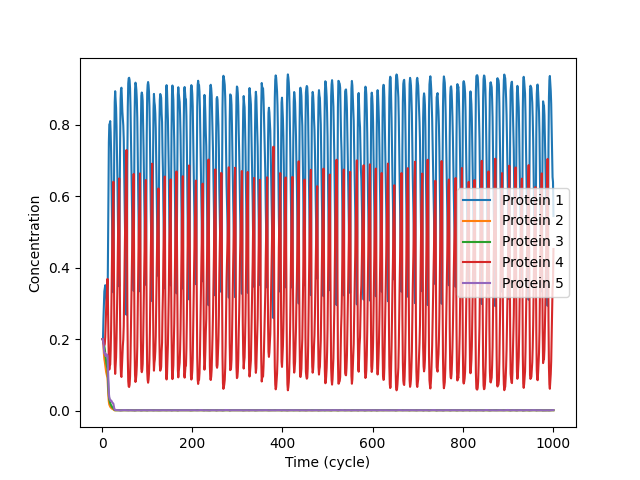 0.8
0.6
0.4
0.2
0.0
Concentration
Protein 1
Protein 2
Protein 3
Protein 4
Protein 5
0 200 400 600 800 1000
Time (cycle)